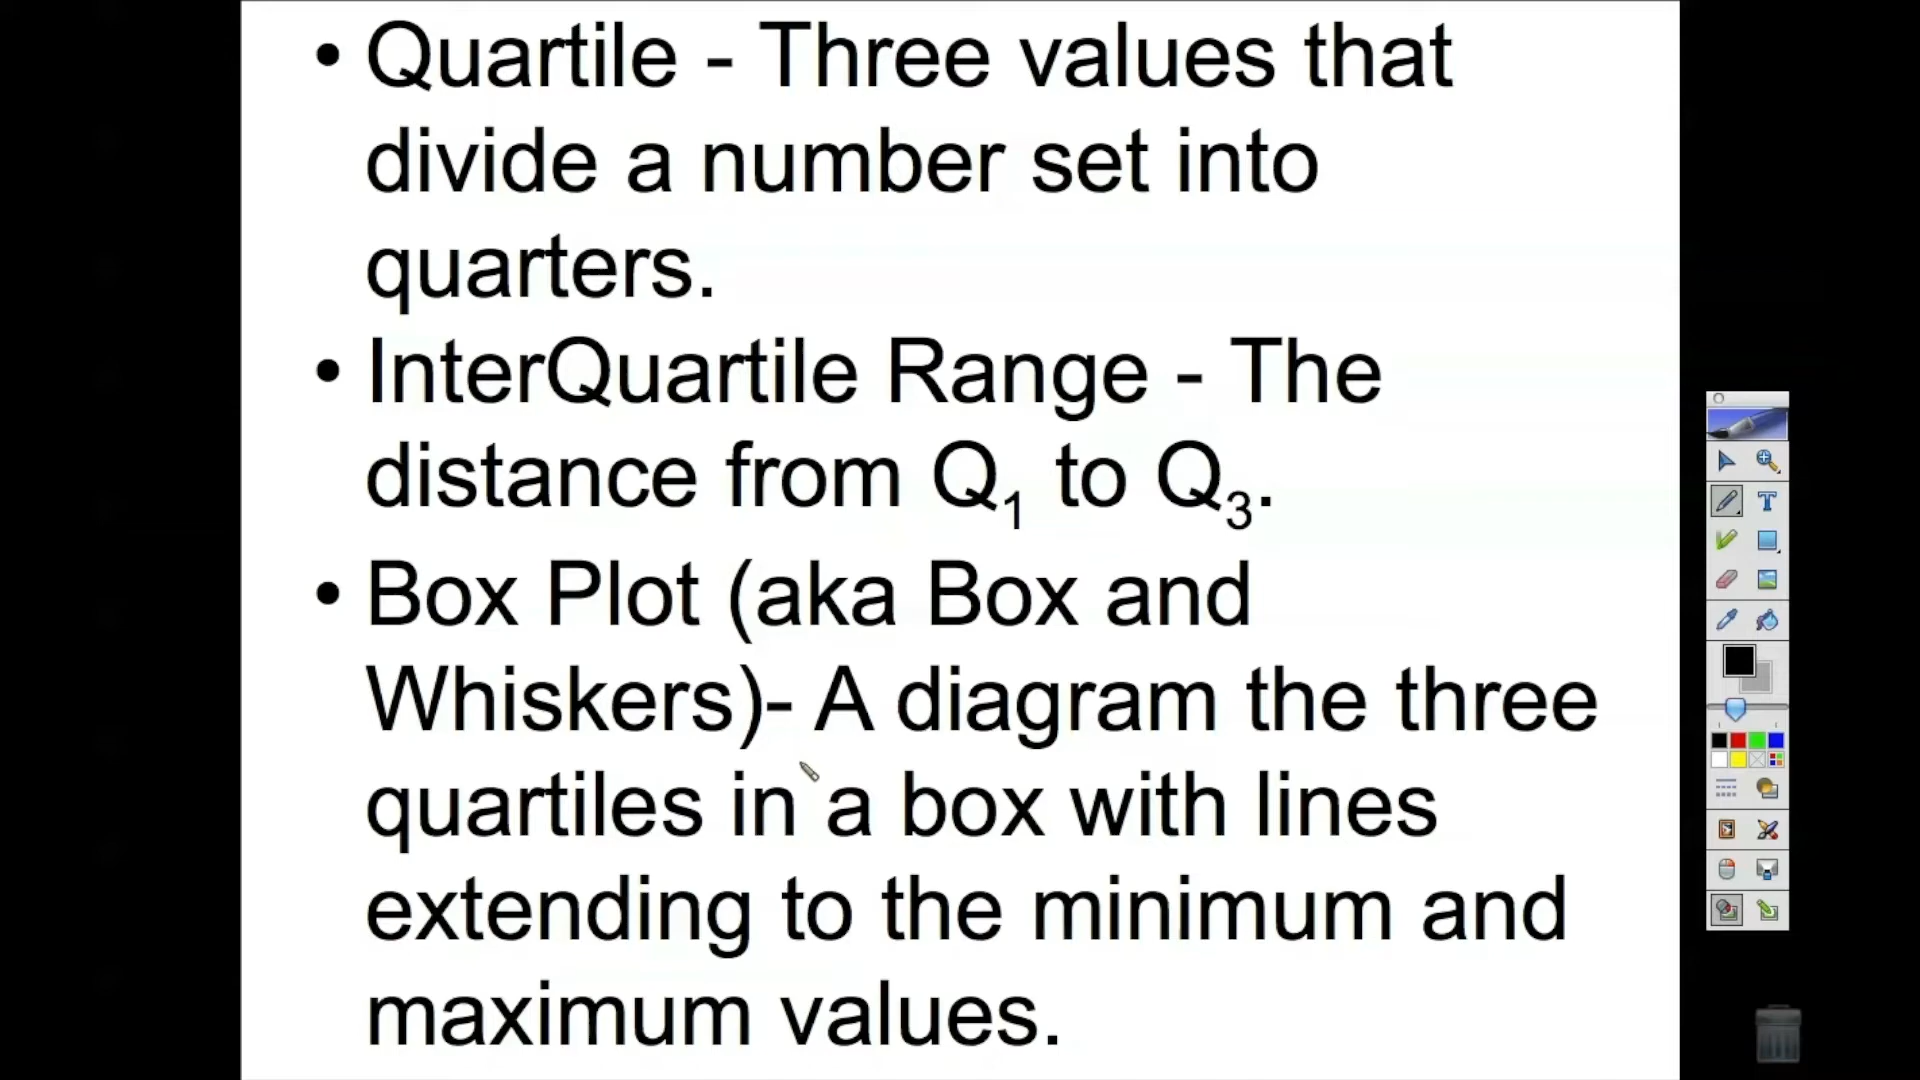 • Quartile - Three values that
divide a number set into
quarters.
• InterQuartile Range - The
distance from Q₁ to Q₃.
• Box Plot (aka Box and
Whiskers)- A diagram the three
quartiles in a box with lines
extending to the minimum and
maximum values.
T